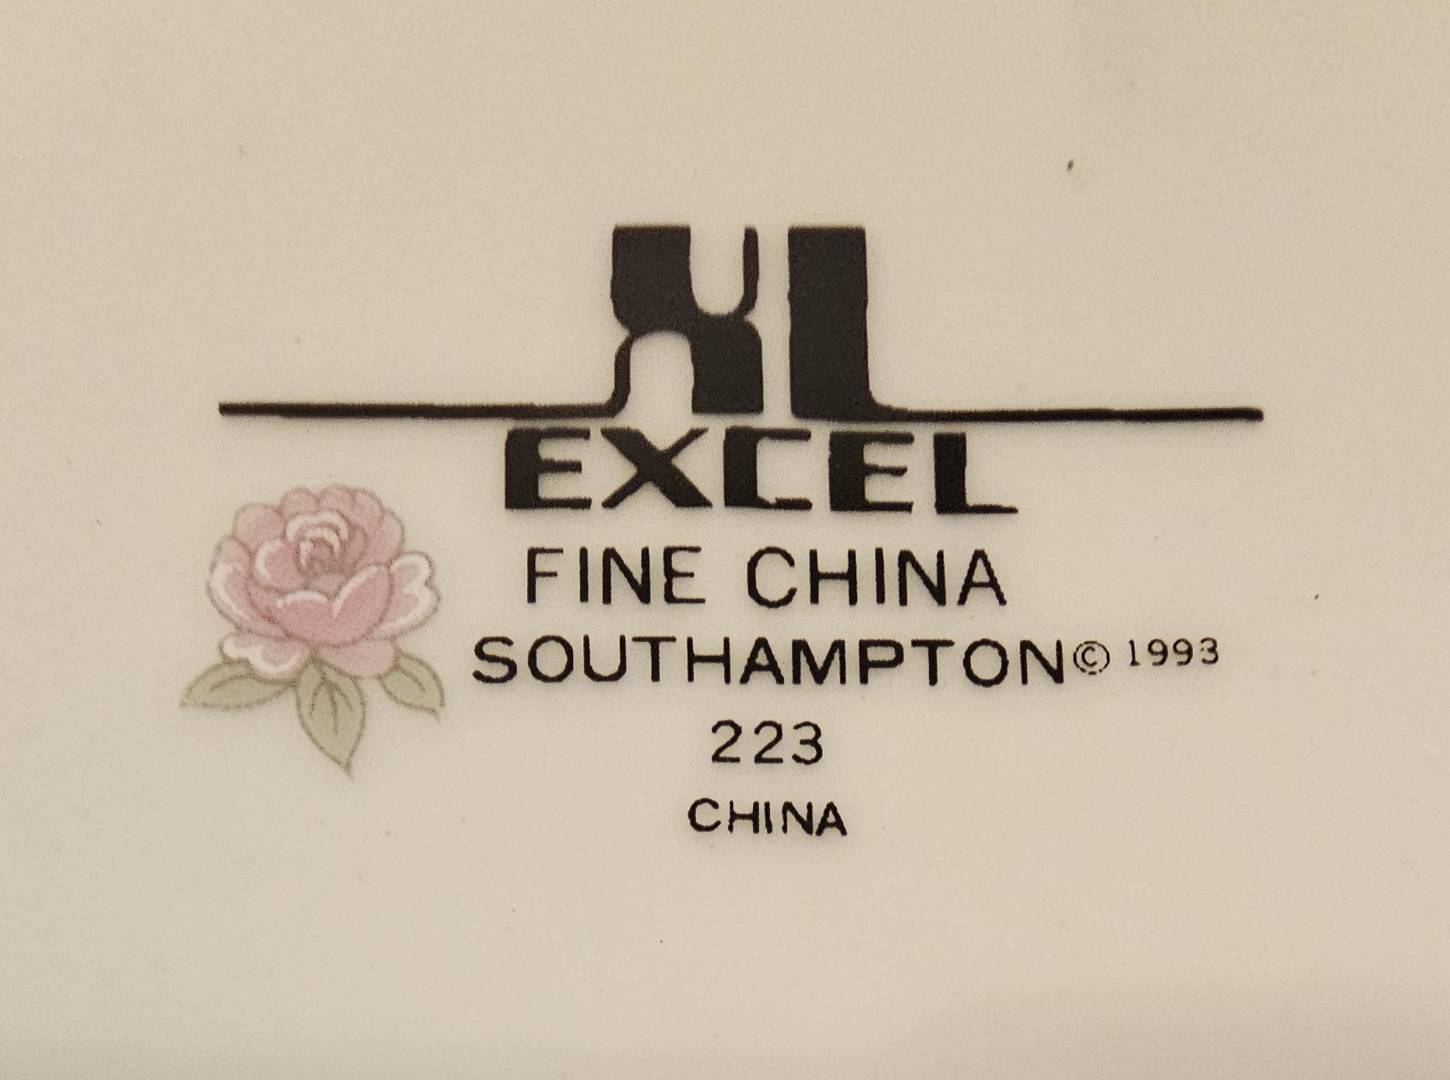 XL
EXCEL
FINE CHINA
SOUTHAMPTON© 1993
223
CHINA